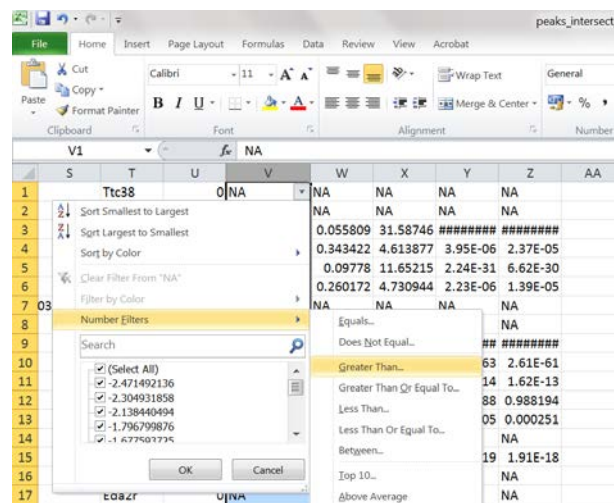 peaks_intersect
File Home Insert Page Layout Formulas Data Review View Acrobat
Cut Calibri 11 A A Wrap Text General
Copy
Paste Format Painter B I U A Merge & Center % ,
Clipboard Font Alignment Number
V1 fx NA
S T U V W X Y Z AA
1 Ttc38 0 NA NA NA NA NA
2 NA NA NA NA
3 0.055809 31.58746 ######## ########
4 0.343422 4.613877 3.95E-06 2.37E-05
5 0.09778 11.65215 2.24E-31 6.62E-30
6 0.260172 4.730944 2.23E-06 1.39E-05
7 03 NA NA NA NA
8 NA
9 ## ########
10 63 2.61E-61
11 14 1.62E-13
12 88 0.988194
13 05 0.000251
14 NA
15 19 1.91E-18
16 NA
17 Eda2r 0 NA NA
Sort Smallest to Largest
Sort Largest to Smallest
Sort by Color
Clear Filter From "NA"
Filter by Color
Number Filters
Search
(Select All)
-2.471492136
-2.304931858
-2.138440494
-1.796799876
-1.677593725
OK Cancel
Equals...
Does Not Equal...
Greater Than...
Greater Than Or Equal To...
Less Than...
Less Than Or Equal To...
Between...
Top 10...
Above Average